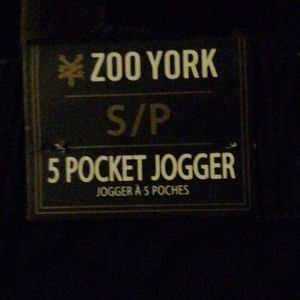 ZOO YORK
S/P
5 POCKET JOGGER
JOGGER À 5 POCHES